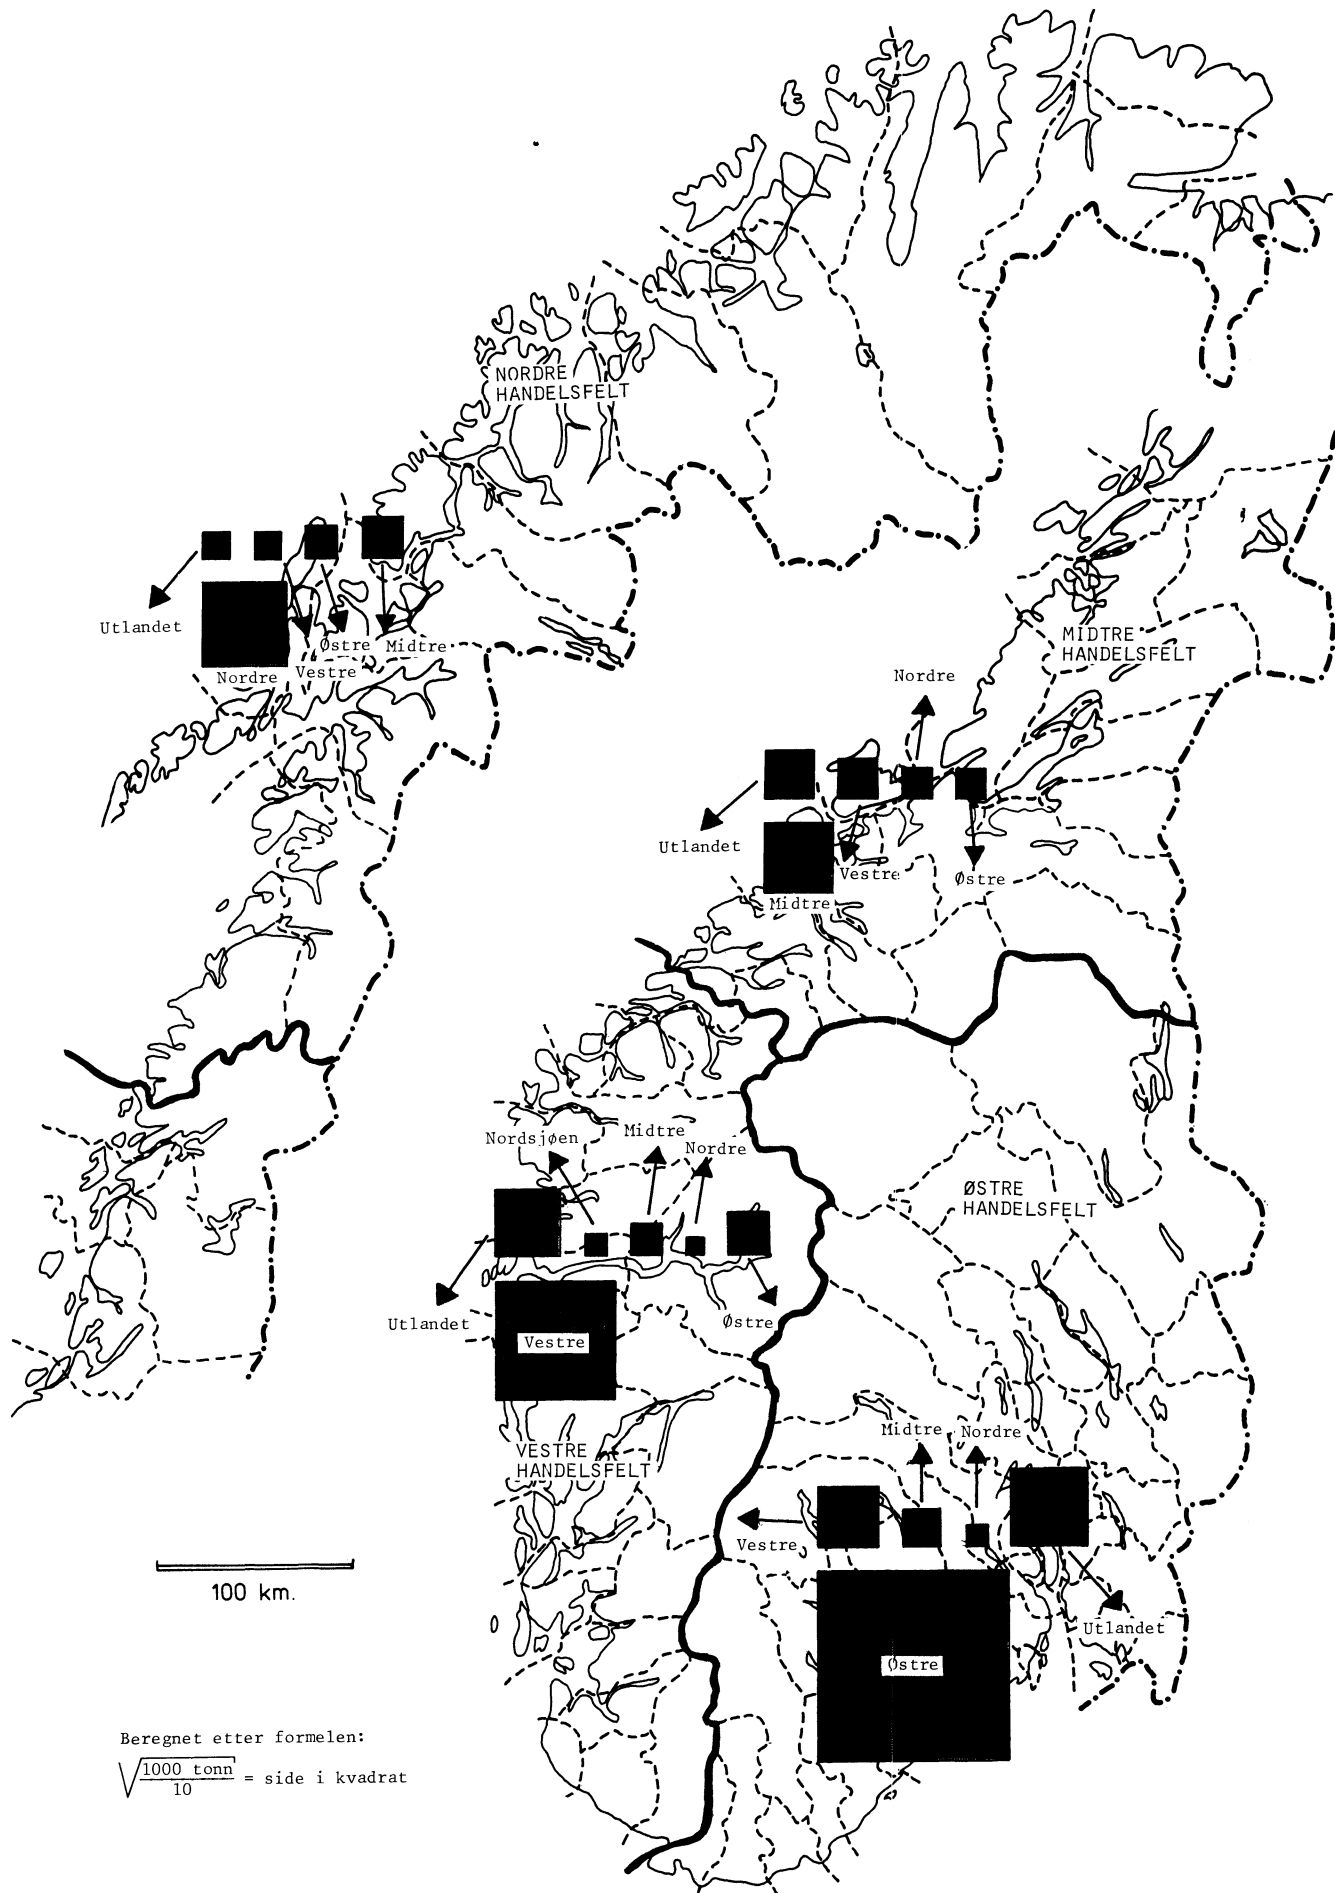 NORDRE
HANDELSFELT
Utlandet
Nordre
Vestre
Østre
Midtre
MIDTRE
HANDELSFELT
Nordre
Utlandet
Midtre
Vestre
Østre
Nordsjøen
Midtre
Nordre
Utlandet
Vestre
Østre
ØSTRE
HANDELSFELT
VESTRE
HANDELSFELT
Midtre
Nordre
Vestre
Utlandet
Østre
100 km.
Beregnet etter formelen:
√1000 tonn
10
= side i kvadrat